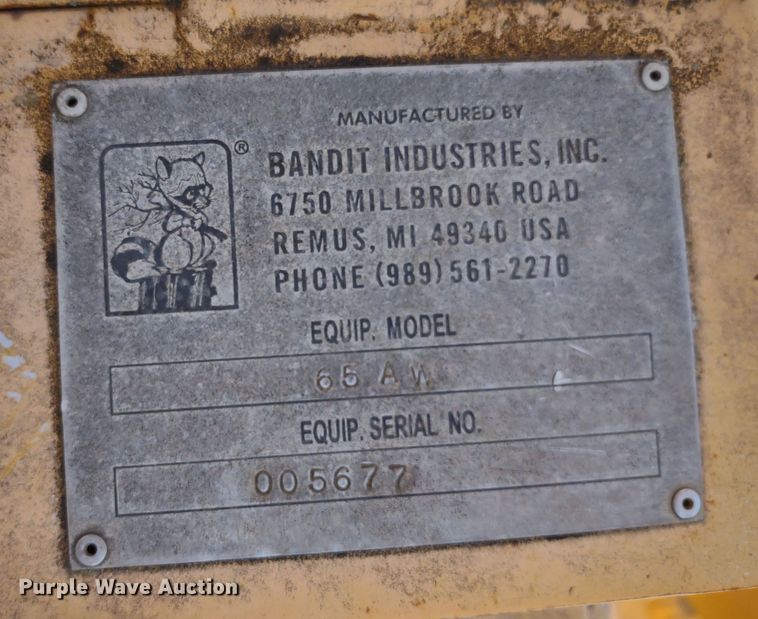 MANUFACTURED BY
®
BANDIT INDUSTRIES, INC.
6750 MILLBROOK ROAD
REMUS, MI 49340 USA
PHONE (989) 561-2270
EQUIP. MODEL
65 AW
EQUIP. SERIAL NO.
005677
Purple Wave Auction